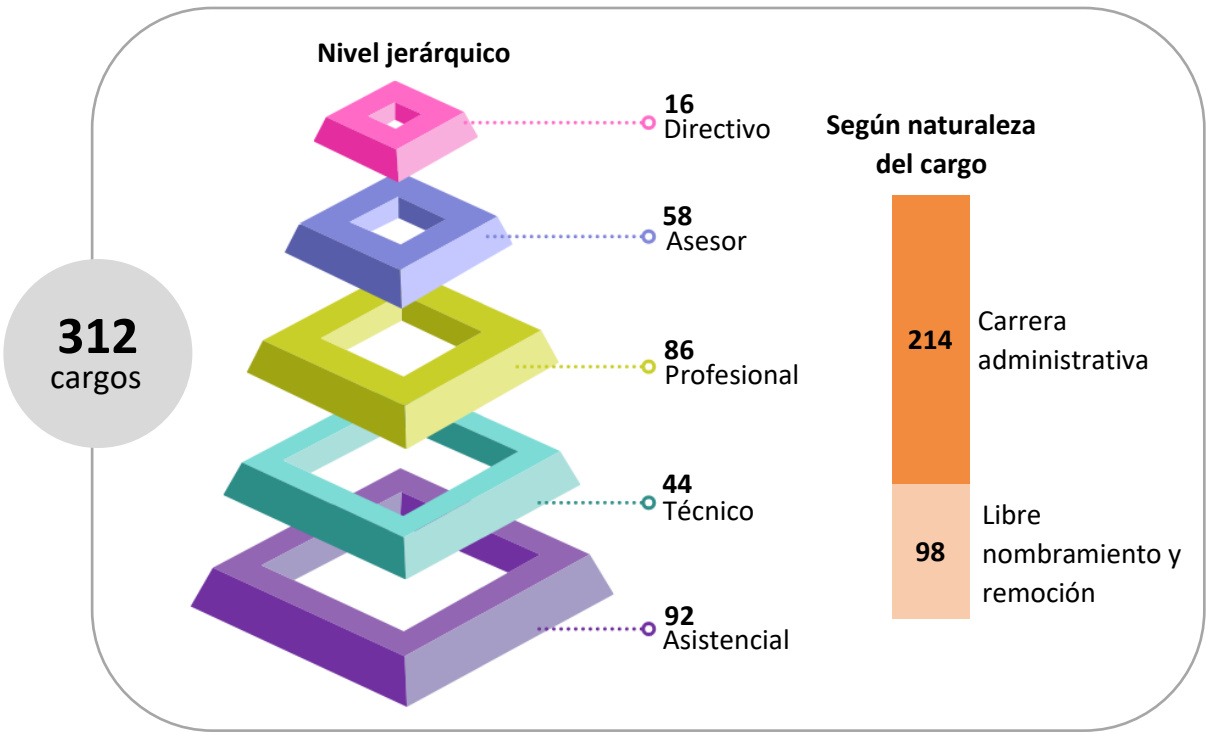 312
cargos
Nivel jerárquico
16
Directivo
58
Asesor
86
Profesional
44
Técnico
92
Asistencial
Según naturaleza
del cargo
214
Carrera
administrativa
98
Libre
nombramiento y
remoción